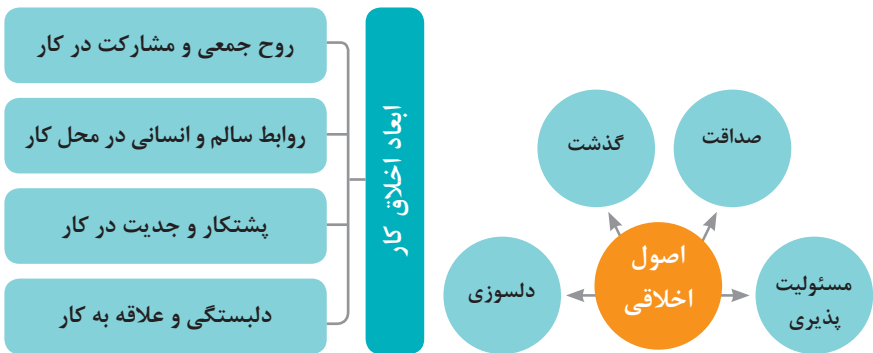 صداقت
گذشت
اصول
اخلاقی
مسئولیت
پذیری
دلسوزی
ابعاد اخلاق کار
روح جمعی و مشارکت در کار
روابط سالم و انسانی در محل کار
پشتکار و جدیت در کار
دلبستگی و علاقه به کار